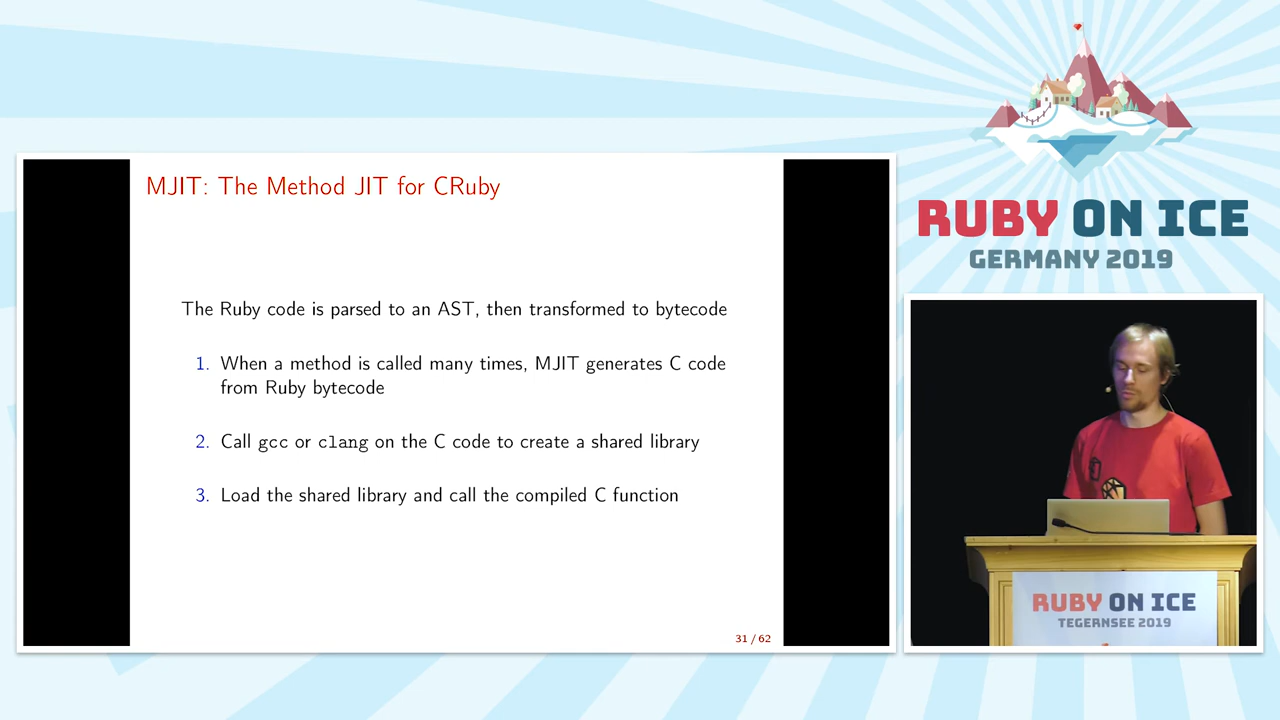 MJIT: The Method JIT for CRuby
The Ruby code is parsed to an AST, then transformed to bytecode
1. When a method is called many times, MJIT generates C code
from Ruby bytecode
2. Call gcc or clang on the C code to create a shared library
3. Load the shared library and call the compiled C function
31 / 62
RUBY ON ICE
GERMANY 2019
RUBY ON ICE
TEGERNSEE 2019